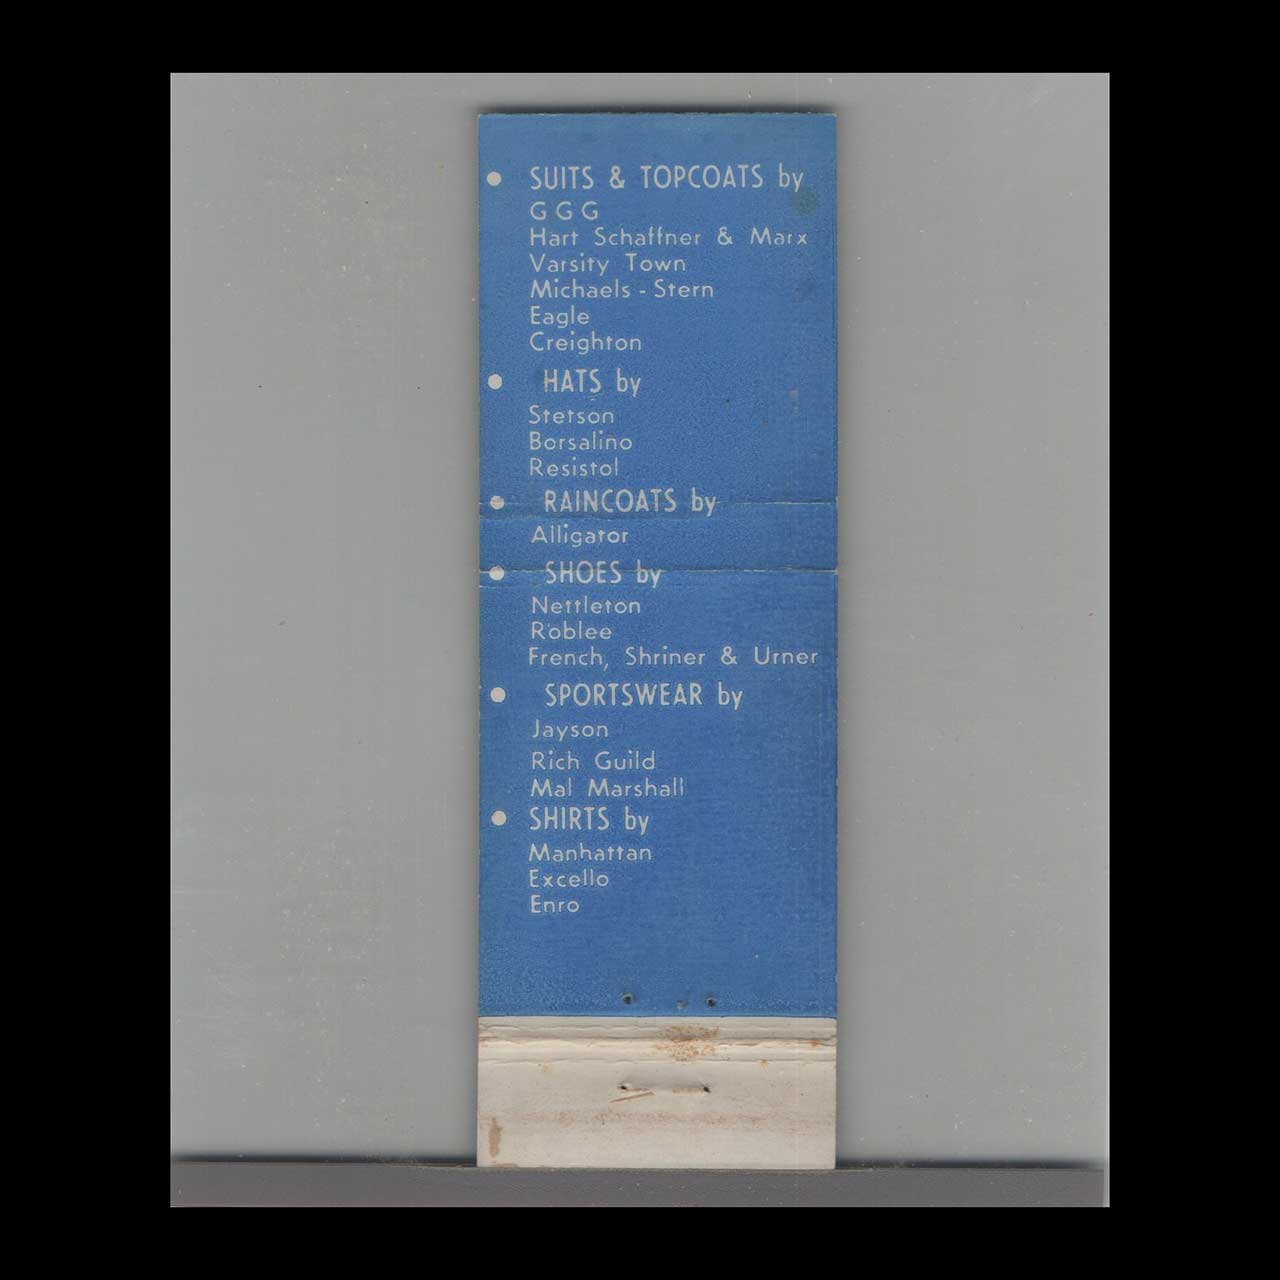 • SUITS & TOPCOATS by
G G G
Hart Schaffner & Marx
Varsity Town
Michaels - Stern
Eagle
Creighton
• HATS by
Stetson
Borsalino
Resistol
• RAINCOATS by
Alligator
• SHOES by
Nettleton
Roblee
French, Shriner & Urner
• SPORTSWEAR by
Jayson
Rich Guild
Mal Marshall
• SHIRTS by
Manhattan
Excello
Enro